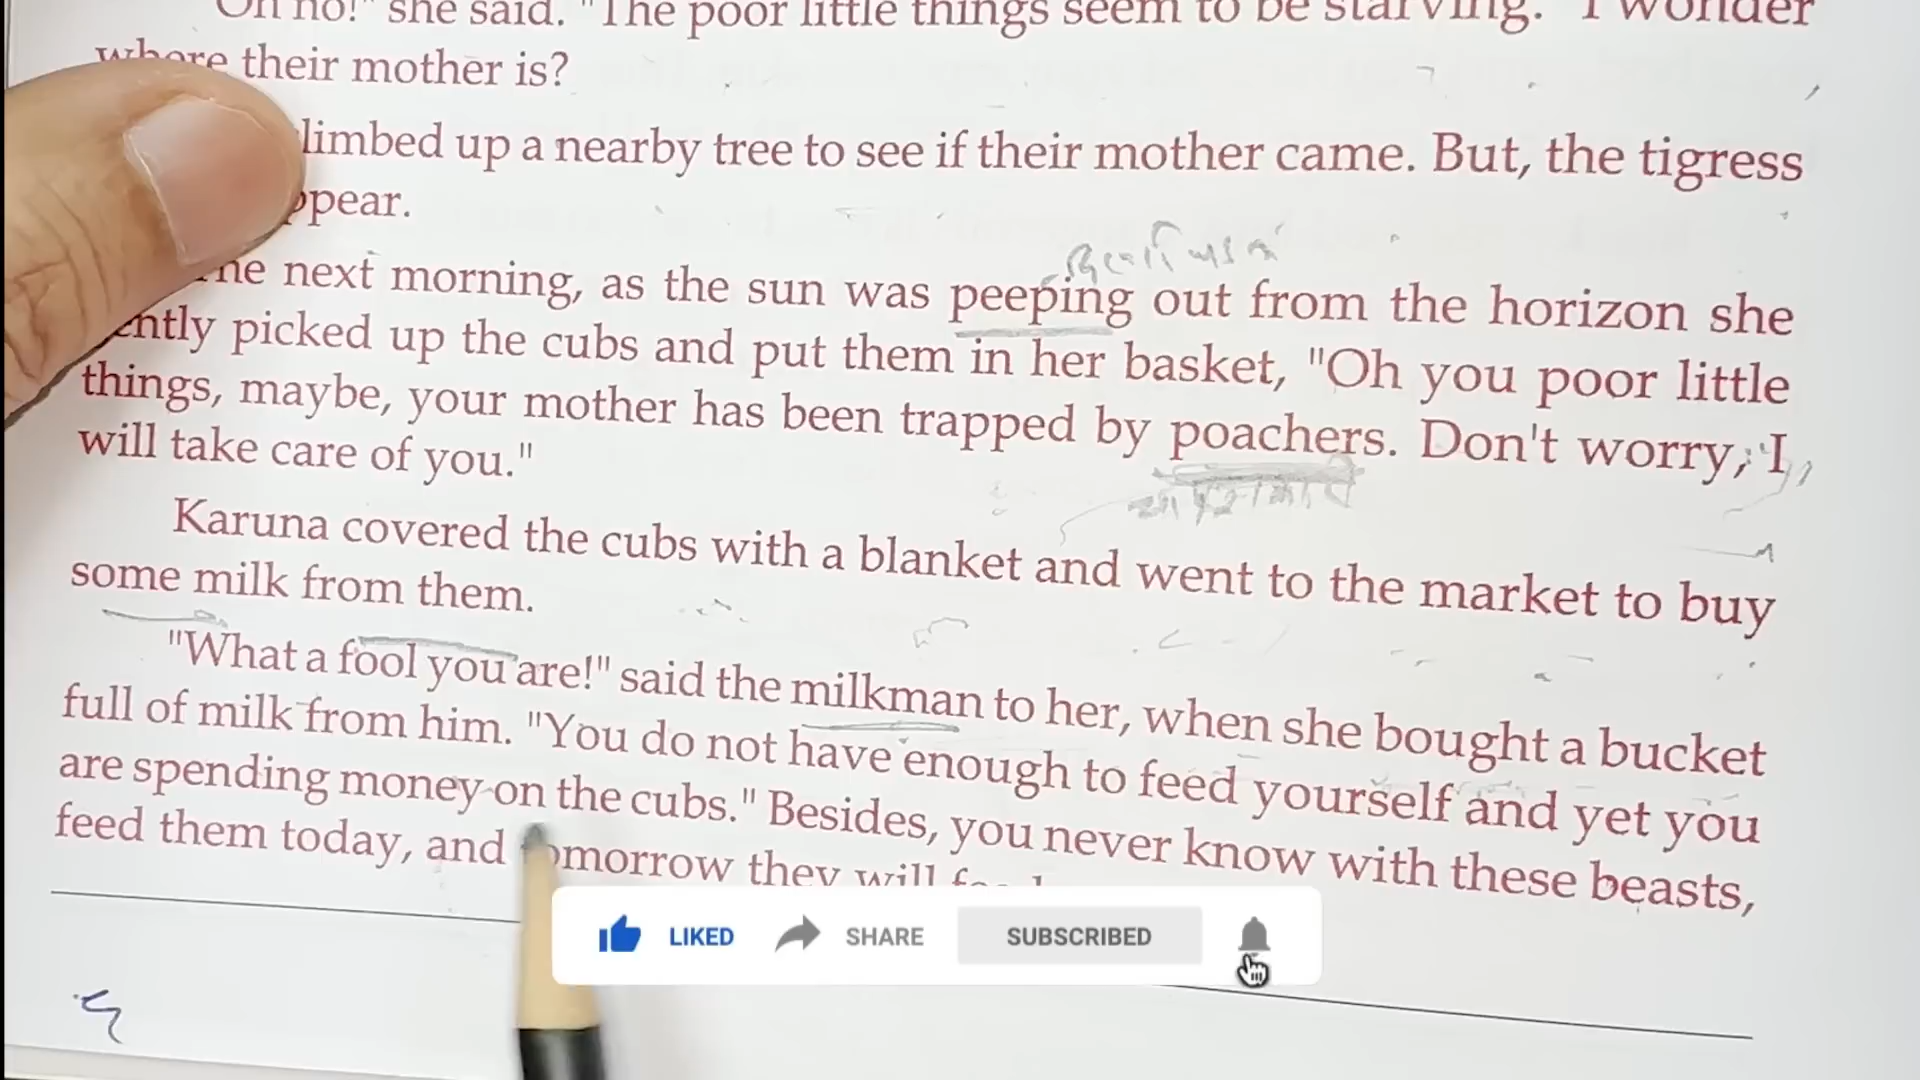 "Oh no!" she said. "The poor little things seem to be starving. I wonder
where their mother is?
limbed up a nearby tree to see if their mother came. But, the tigress
ppear.
he next morning, as the sun was peeping out from the horizon she
ently picked up the cubs and put them in her basket, "Oh you poor little
things, maybe, your mother has been trapped by poachers. Don't worry, I
will take care of you."
Karuna covered the cubs with a blanket and went to the market to buy
some milk from them.
"What a fool you are!" said the milkman to her, when she bought a bucket
full of milk from him. "You do not have enough to feed yourself and yet you
are spending money on the cubs." Besides, you never know with these beasts,
feed them today, and tomorrow they will
LIKED SHARE SUBSCRIBED